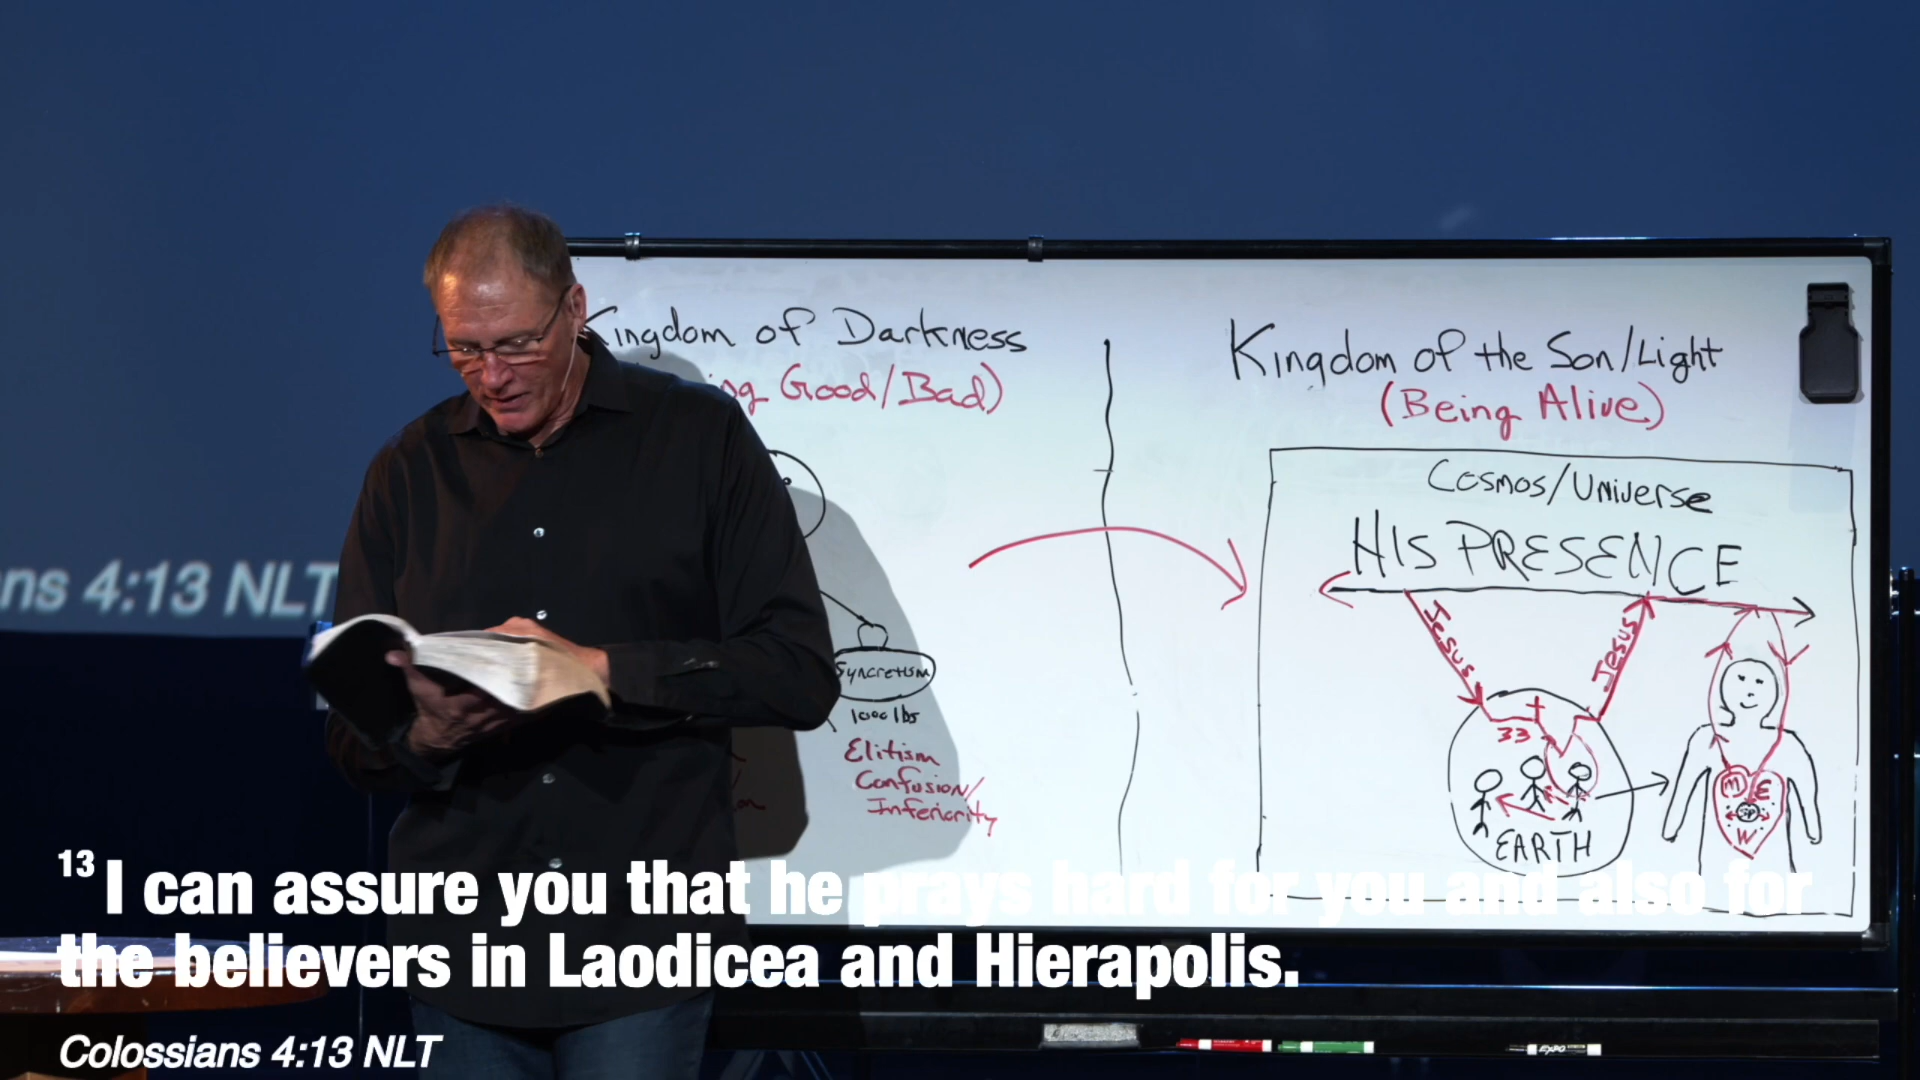 Kingdom of Darkness
Good/Bad)
Kingdom of the Son/Light
(Being Alive)
Cosmos/Universe
HIS PRESENCE
Jesus
Jesus
33
EARTH
M
E
W
Syncretism
1000 lbs
Elitism
Confusion/
Inferiority
ns 4:13 NLT
13 I can assure you that he prays hard for you and also for
the believers in Laodicea and Hierapolis.
Colossians 4:13 NLT
EXPO